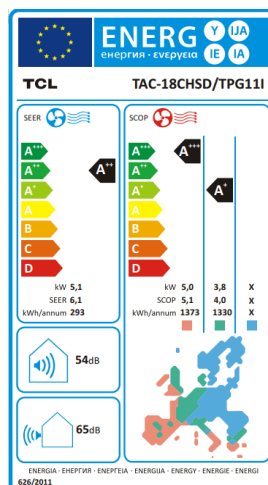 ENERG Y IJA
енергия · ενεργεια IE IA
TCL TAC-18CHSD/TPG11I
SEER SCOP
A+++ A+++ A+++
A++ A++ A++
A+ A+ A+
A A
B B
C C
D D
kW 5,1 kW 5,0 3,8 X
SEER 6,1 SCOP 5,1 4,0 X
kWh/annum 293 kWh/annum 1373 1330 X
54dB
65dB
ENERGIA · ЕНЕРГИЯ · ΕΝΕΡΓΕΙΑ · ENERGIJA · ENERGY · ENERGIE · ENERGI
626/2011